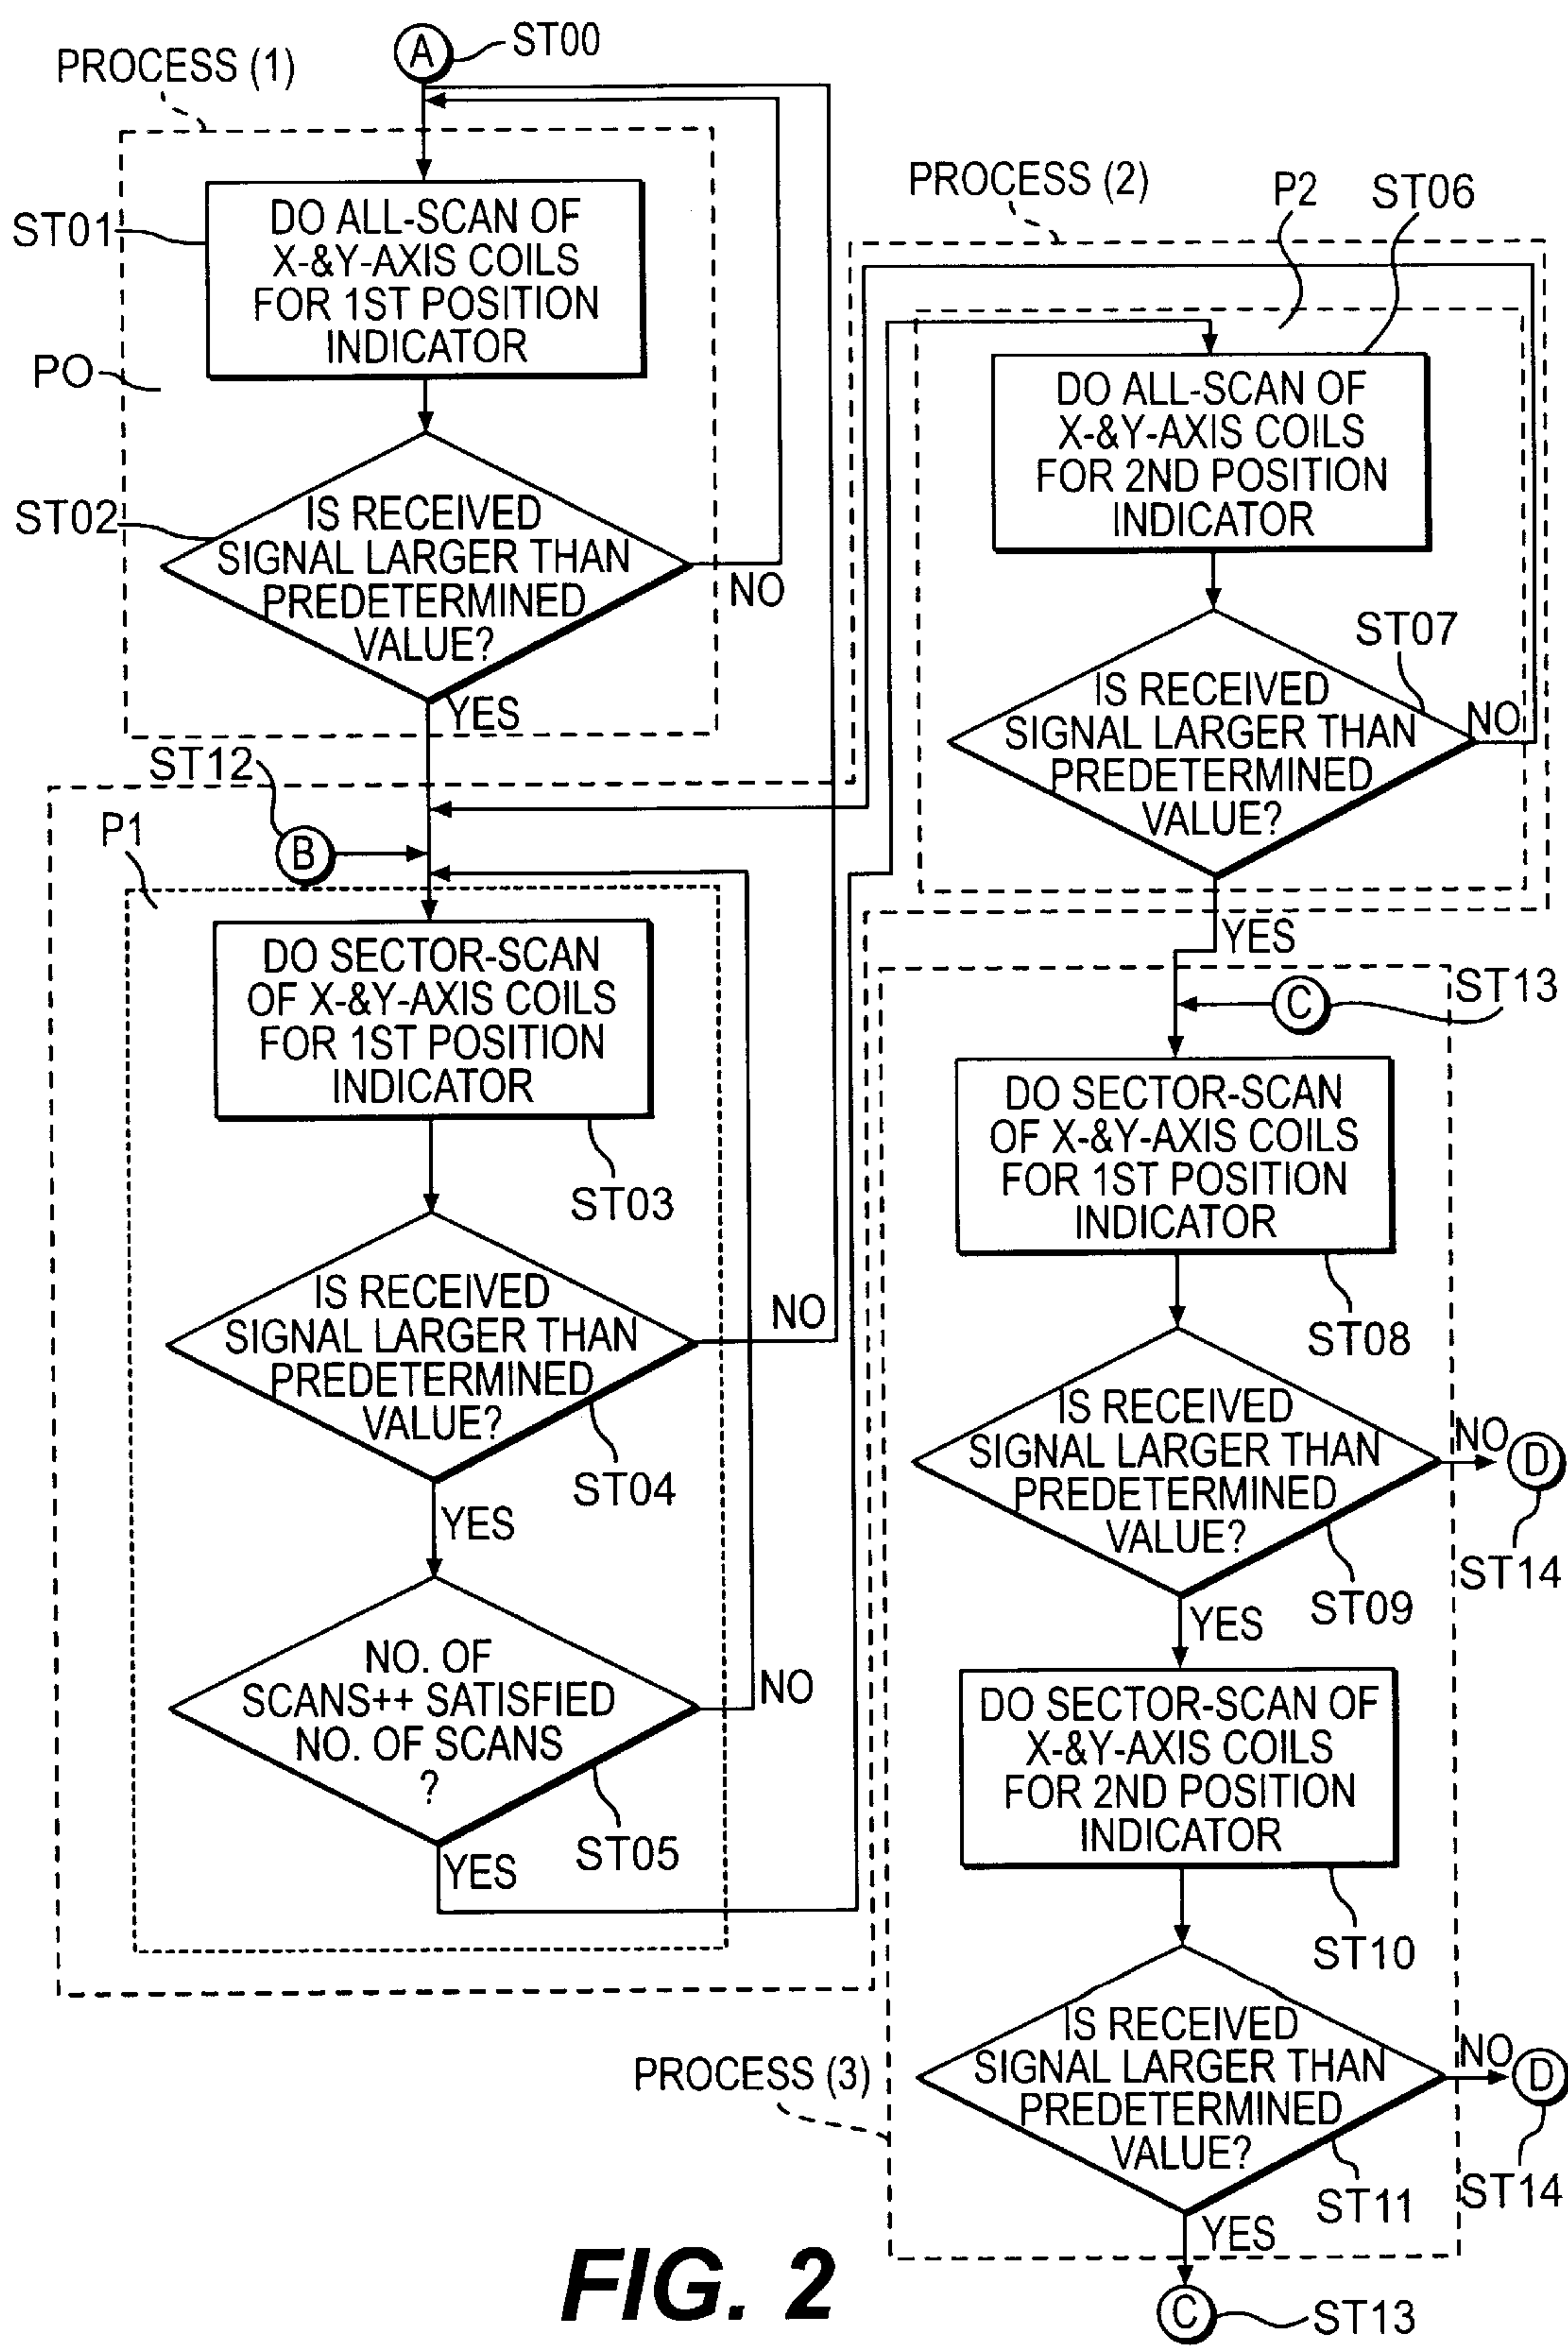 A
ST00
PROCESS (1)
ST01
DO ALL-SCAN OF
X-&Y-AXIS COILS
FOR 1ST POSITION
INDICATOR
PO
ST02
IS RECEIVED
SIGNAL LARGER THAN
PREDETERMINED
VALUE?
NO
YES
ST12
B
P1
DO SECTOR-SCAN
OF X-&Y-AXIS COILS
FOR 1ST POSITION
INDICATOR
ST03
IS RECEIVED
SIGNAL LARGER THAN
PREDETERMINED
VALUE?
NO
ST04
YES
NO. OF
SCANS++ SATISFIED
NO. OF SCANS
?
NO
ST05
YES
PROCESS (2)
P2
ST06
DO ALL-SCAN OF
X-&Y-AXIS COILS
FOR 2ND POSITION
INDICATOR
ST07
IS RECEIVED
SIGNAL LARGER THAN
PREDETERMINED
VALUE?
NO
YES
C
ST13
DO SECTOR-SCAN
OF X-&Y-AXIS COILS
FOR 1ST POSITION
INDICATOR
ST08
IS RECEIVED
SIGNAL LARGER THAN
PREDETERMINED
VALUE?
NO
D
ST14
ST09
YES
DO SECTOR-SCAN OF
X-&Y-AXIS COILS
FOR 2ND POSITION
INDICATOR
ST10
IS RECEIVED
SIGNAL LARGER THAN
PREDETERMINED
VALUE?
NO
D
ST14
PROCESS (3)
ST11
YES
C
ST13
FIG. 2